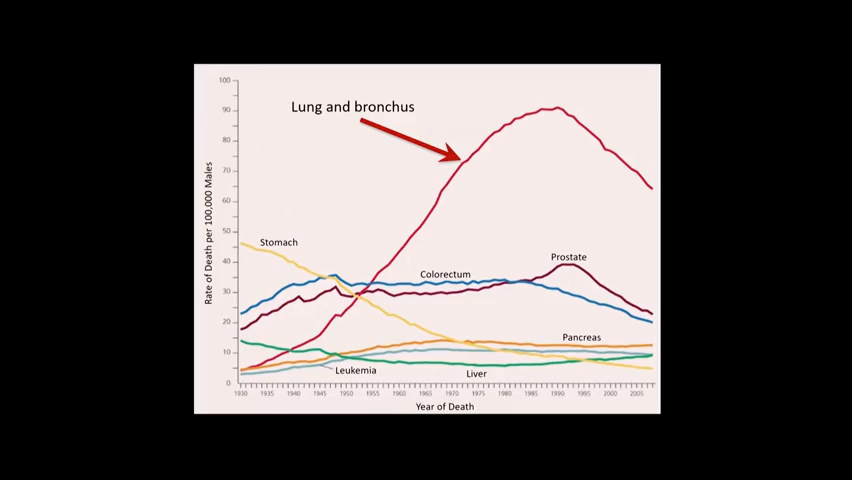 Lung and bronchus
Rate of Death per 100,000 Males
100
90
80
70
60
50
40
30
20
10
0
Stomach
Colorectum
Prostate
Pancreas
Leukemia
Liver
1930 1935 1940 1945 1950 1955 1960 1965 1970 1975 1980 1985 1990 1995 2000 2005
Year of Death